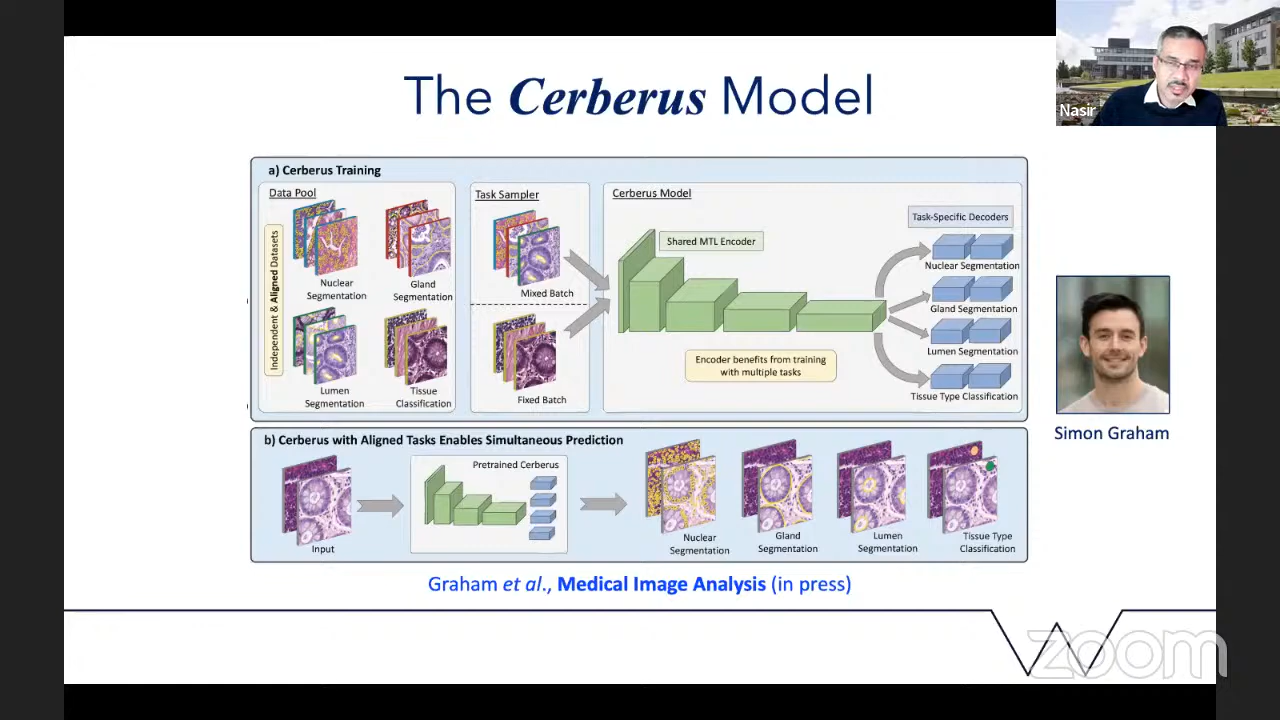 The Cerberus Model
Nasir
a) Cerberus Training
Data Pool
Independent & Aligned Datasets
Nuclear
Segmentation
Gland
Segmentation
Lumen
Segmentation
Tissue
Classification
Task Sampler
Mixed Batch
Fixed Batch
Cerberus Model
Shared MTL Encoder
Encoder benefits from training
with multiple tasks
Task-Specific Decoders
Nuclear Segmentation
Gland Segmentation
Lumen Segmentation
Tissue Type Classification
Simon Graham
b) Cerberus with Aligned Tasks Enables Simultaneous Prediction
Input
Pretrained Cerberus
Nuclear
Segmentation
Gland
Segmentation
Lumen
Segmentation
Tissue Type
Classification
Graham et al., Medical Image Analysis (in press)
zoom